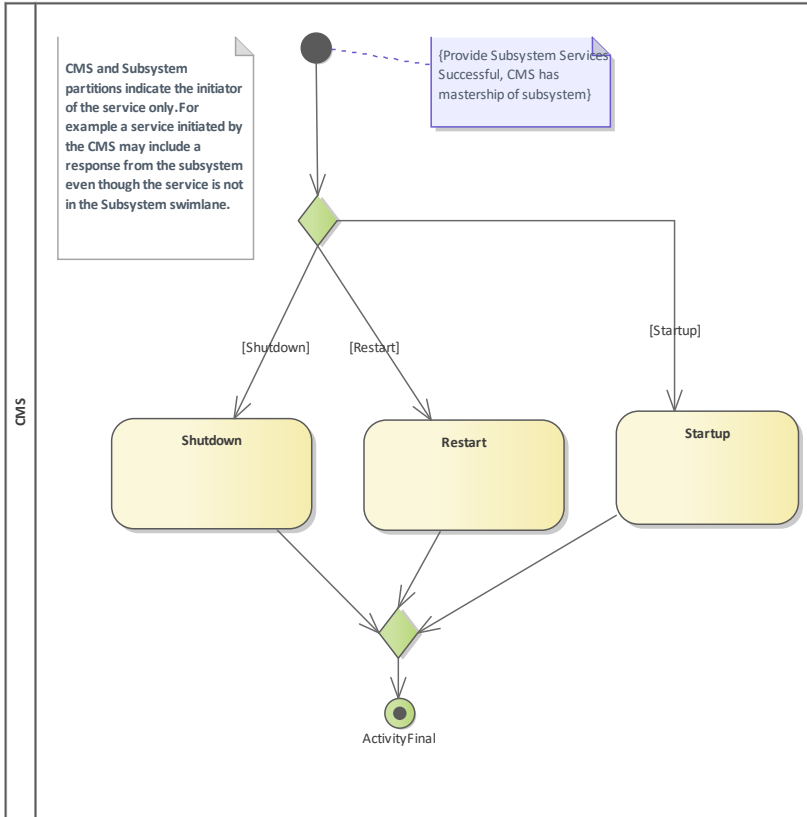 CMS and Subsystem
partitions indicate the initiator
of the service only.For
example a service initiated by
the CMS may include a
response from the subsystem
even though the service is not
in the Subsystem swimlane.
{Provide Subsystem Services
Successful, CMS has
mastership of subsystem}
[Shutdown]
[Restart]
[Startup]
CMS
Shutdown
Restart
Startup
ActivityFinal